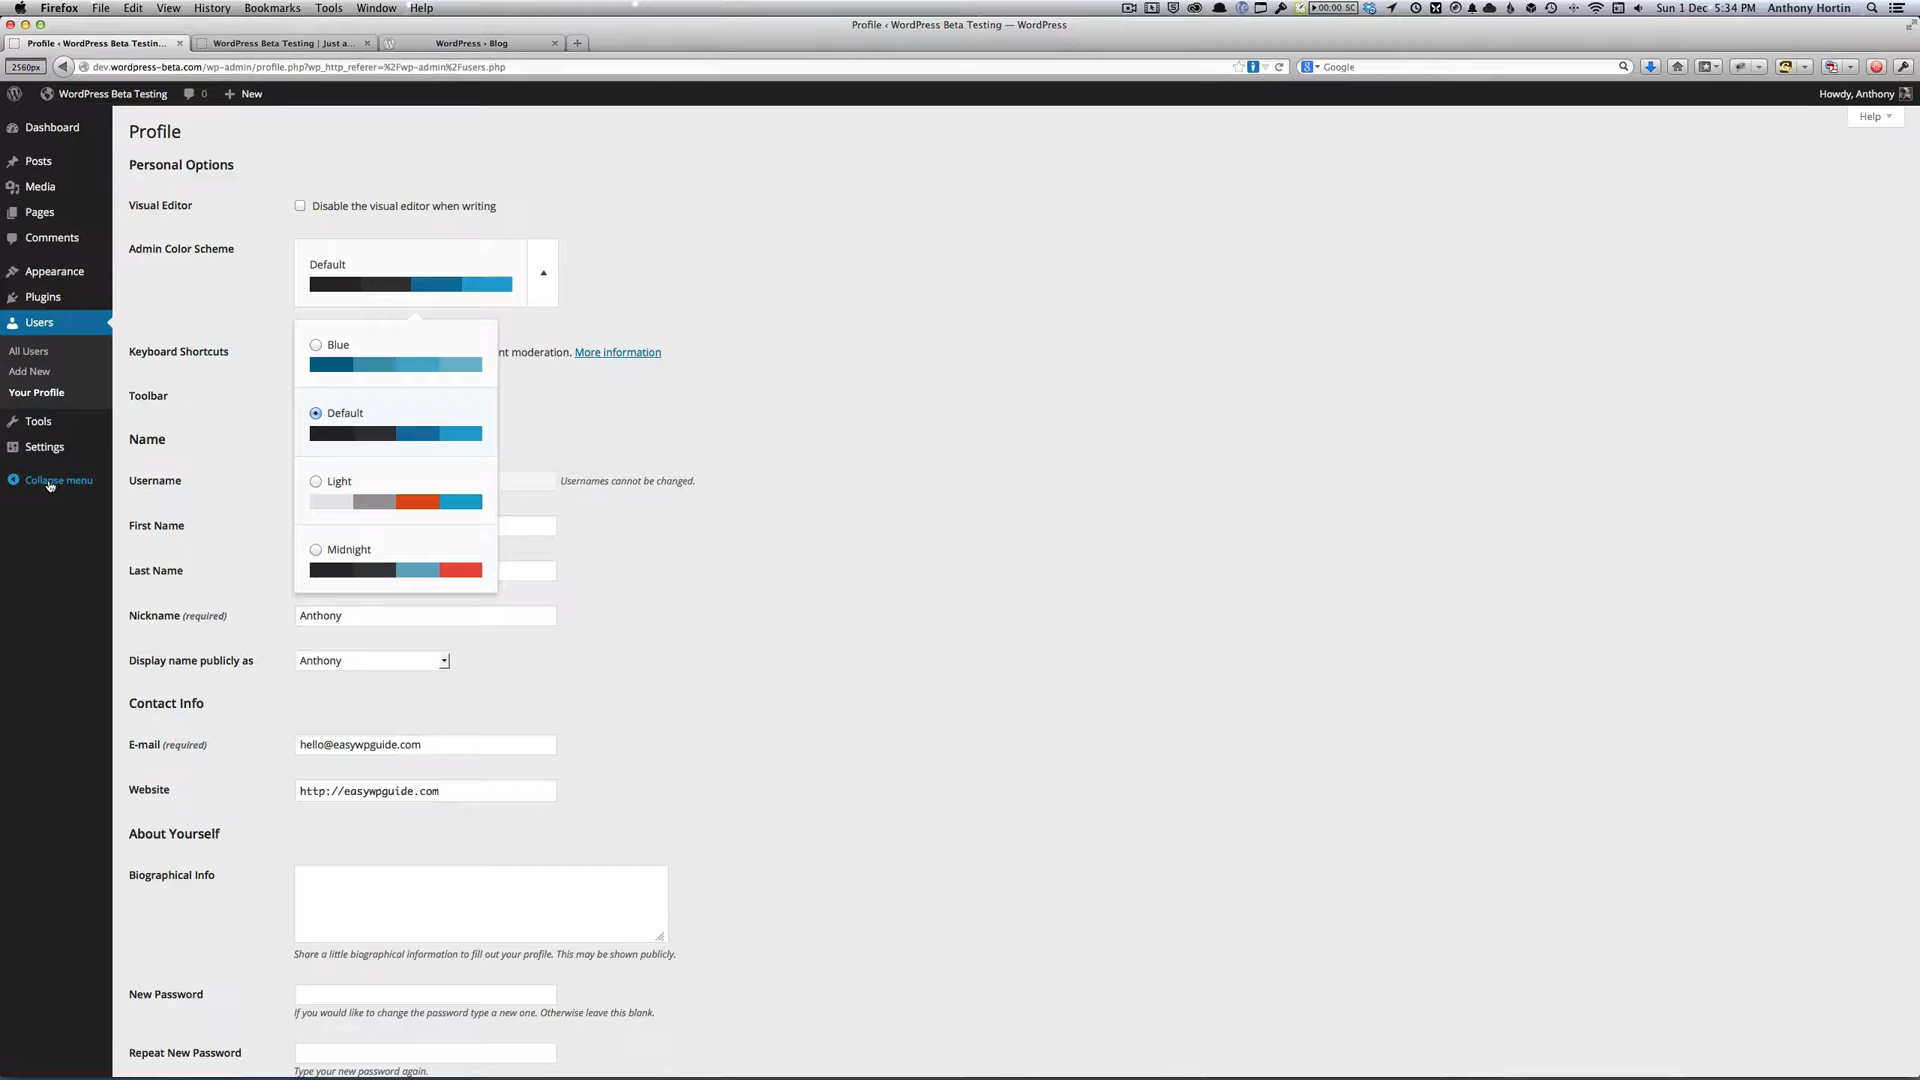 Firefox File Edit View History Bookmarks Tools Window Help 00:00 SC Sun 1 Dec 5:34 PM Anthony Hortin
Profile ‹ WordPress Beta Testing — WordPress
Profile ‹ WordPress Beta Testin... WordPress Beta Testing | Just a... WordPress › Blog
2560px dev.wordpress-beta.com/wp-admin/profile.php?wp_http_referer=%2Fwp-admin%2Fusers.php Google
WordPress Beta Testing 0 New Howdy, Anthony
Help
Dashboard
Posts
Media
Pages
Comments
Appearance
Plugins
Users
All Users
Add New
Your Profile
Tools
Settings
Collapse menu
Profile
Personal Options
Visual Editor Disable the visual editor when writing
Admin Color Scheme
Default
Blue
Default
Light
Midnight
Keyboard Shortcuts nt moderation. More information
Toolbar
Name
Username Usernames cannot be changed.
First Name
Last Name
Nickname (required) Anthony
Display name publicly as Anthony
Contact Info
E-mail (required) hello@easywpguide.com
Website http://easywpguide.com
About Yourself
Biographical Info
Share a little biographical information to fill out your profile. This may be shown publicly.
New Password
If you would like to change the password type a new one. Otherwise leave this blank.
Repeat New Password
Type your new password again.